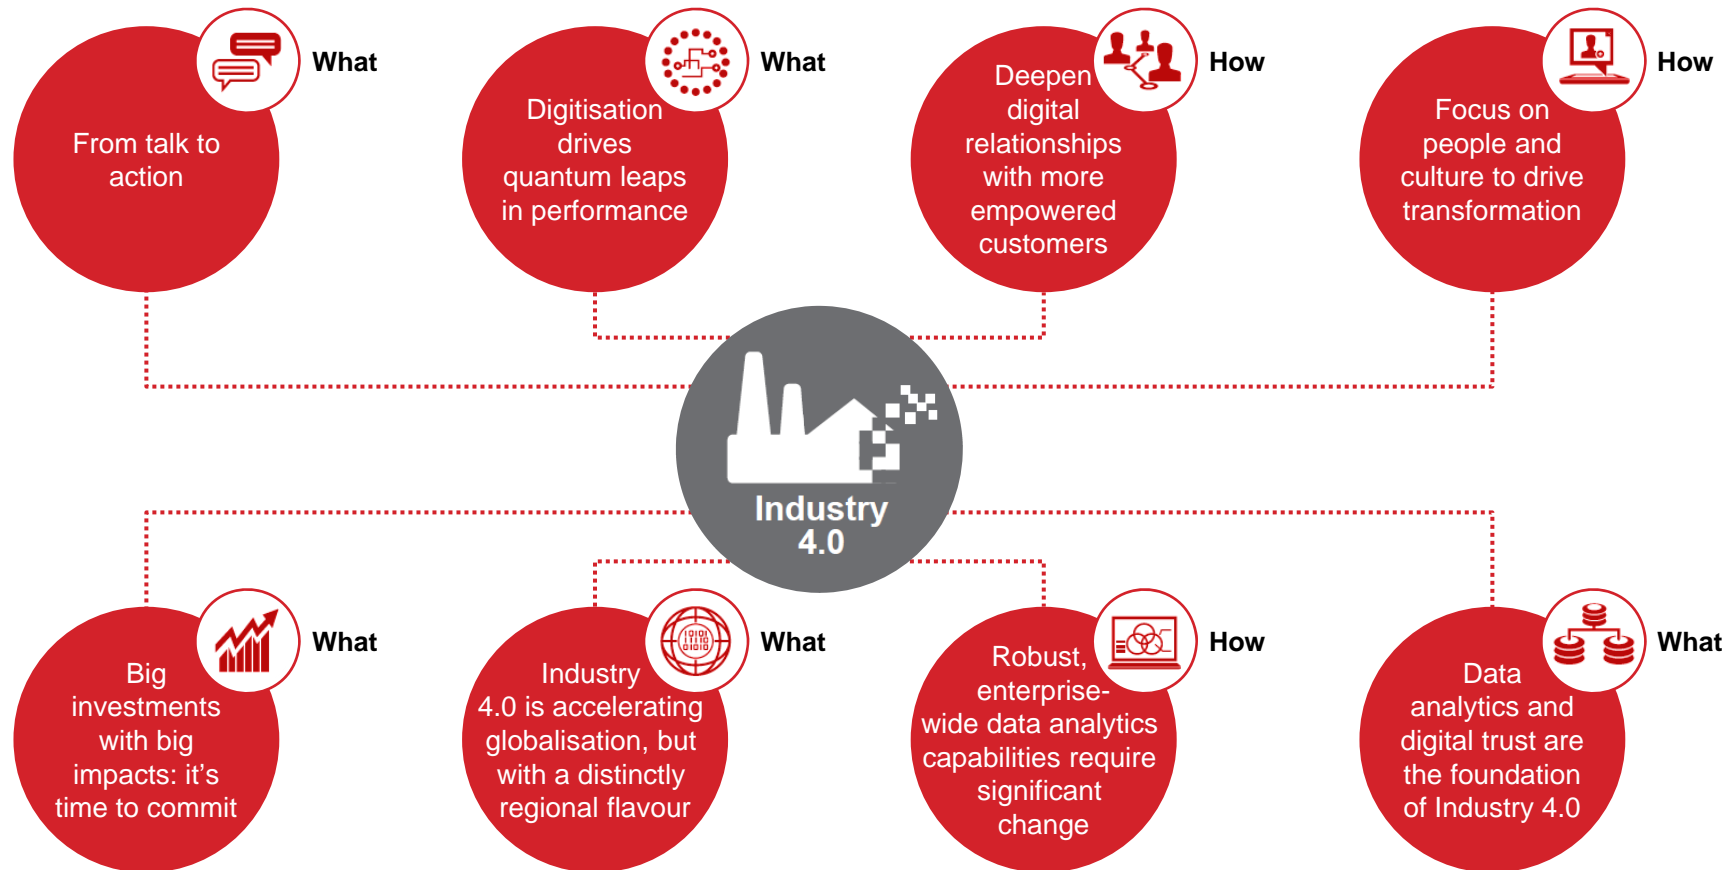 What
From talk to
action
What
Digitisation
drives
quantum leaps
in performance
How
Deepen
digital
relationships
with more
empowered
customers
How
Focus on
people and
culture to drive
transformation
Industry
4.0
What
Big
investments
with big
impacts: it's
time to commit
What
10101
11110
01010
Industry
4.0 is accelerating
globalisation, but
with a distinctly
regional flavour
How
Robust,
enterprise-
wide data analytics
capabilities require
significant
change
What
Data
analytics and
digital trust are
the foundation
of Industry 4.0